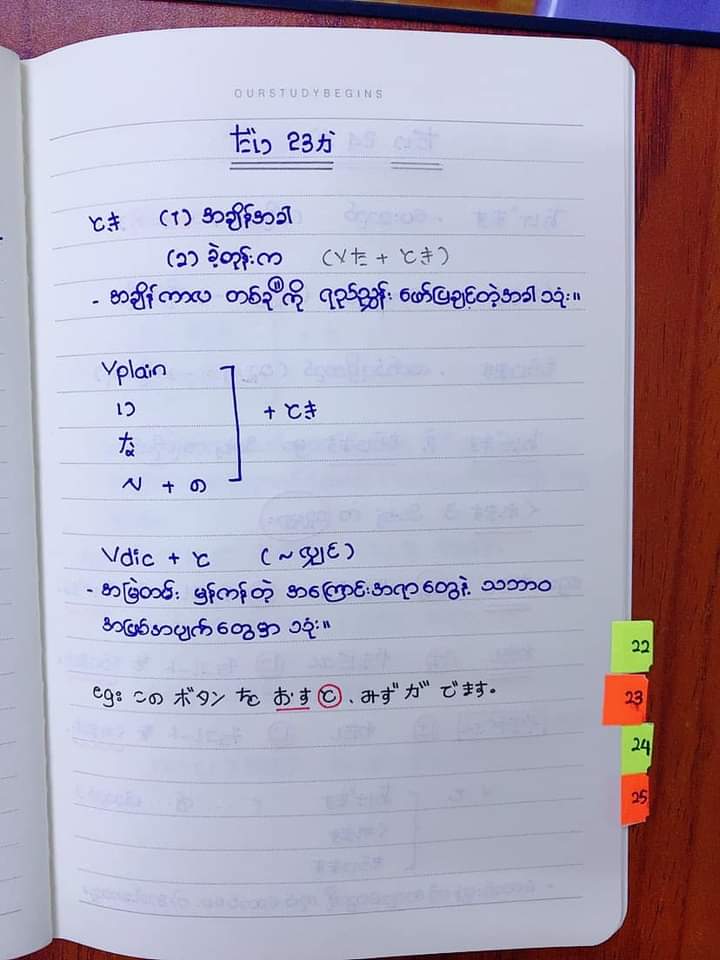 OURSTUDYBEGINS
だい 23か
とき (၁) အချိန်အခါ
(၁) ခဲ့တုန်းက (Vた + とき)
- အချိန်ကာလ တစ်ခုကို ရည်ညွှန်း ဖော်ပြချင်တဲ့အခါ သုံး။
Vplain
い
な
N + の
+ とき
Vdic + と (~လျှင်)
- အမြဲတမ်း မှန်ကန်တဲ့ အကြောင်းအရာတွေနဲ့ သဘာဝ
အဖြစ်အပျက်တွေမှာ သုံး။
eg: この ボタン を おす と、みず が でます。
22
23
24
25